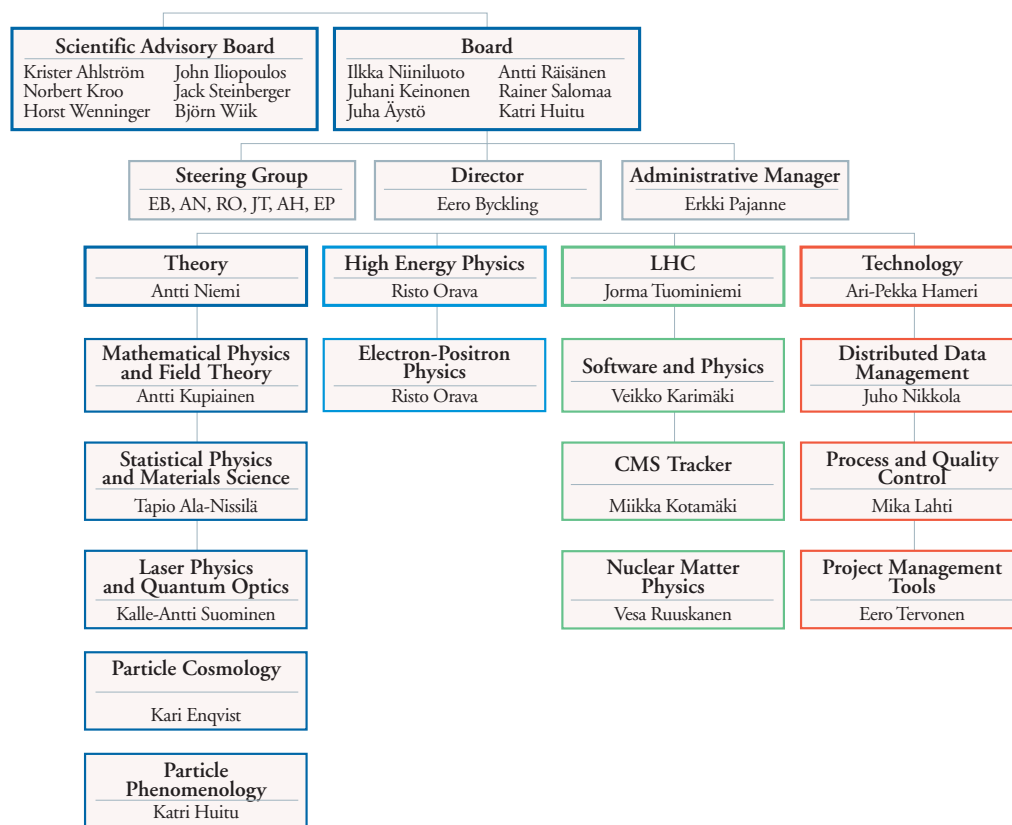 Scientific Advisory Board
Krister Ahlström John Iliopoulos
Norbert Kroo Jack Steinberger
Horst Wenninger Björn Wiik
Board
Ilkka Niiniluoto Antti Räisänen
Juhani Keinonen Rainer Salomaa
Juha Äystö Katri Huitu
Steering Group
EB, AN, RO, JT, AH, EP
Director
Eero Byckling
Administrative Manager
Erkki Pajanne
Theory
Antti Niemi
High Energy Physics
Risto Orava
LHC
Jorma Tuominiemi
Technology
Ari-Pekka Hameri
Mathematical Physics
and Field Theory
Antti Kupiainen
Electron-Positron
Physics
Risto Orava
Software and Physics
Veikko Karimäki
Distributed Data
Management
Juho Nikkola
Statistical Physics
and Materials Science
Tapio Ala-Nissilä
CMS Tracker
Miikka Kotamäki
Process and Quality
Control
Mika Lahti
Laser Physics
and Quantum Optics
Kalle-Antti Suominen
Nuclear Matter
Physics
Vesa Ruuskanen
Project Management
Tools
Eero Tervonen
Particle Cosmology
Kari Enqvist
Particle
Phenomenology
Katri Huitu